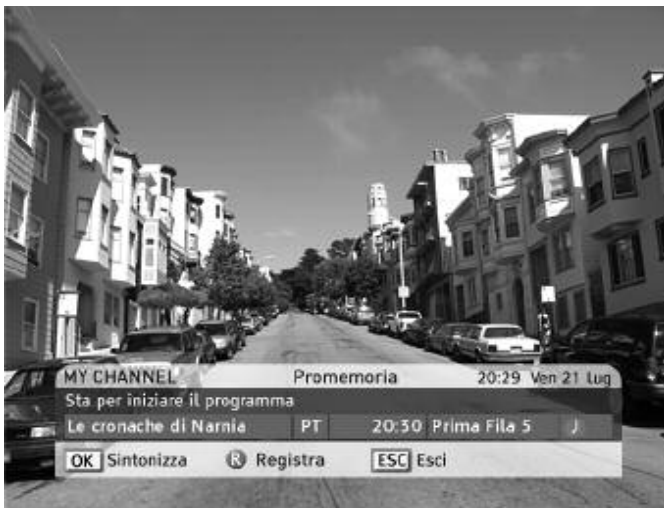 MY CHANNEL Promemoria 20:29 Ven 21 Lug
Sta per iniziare il programma
Le cronache di Narnia PT 20:30 Prima Fila 5 ♪
OK Sintonizza R Registra ESC Esci